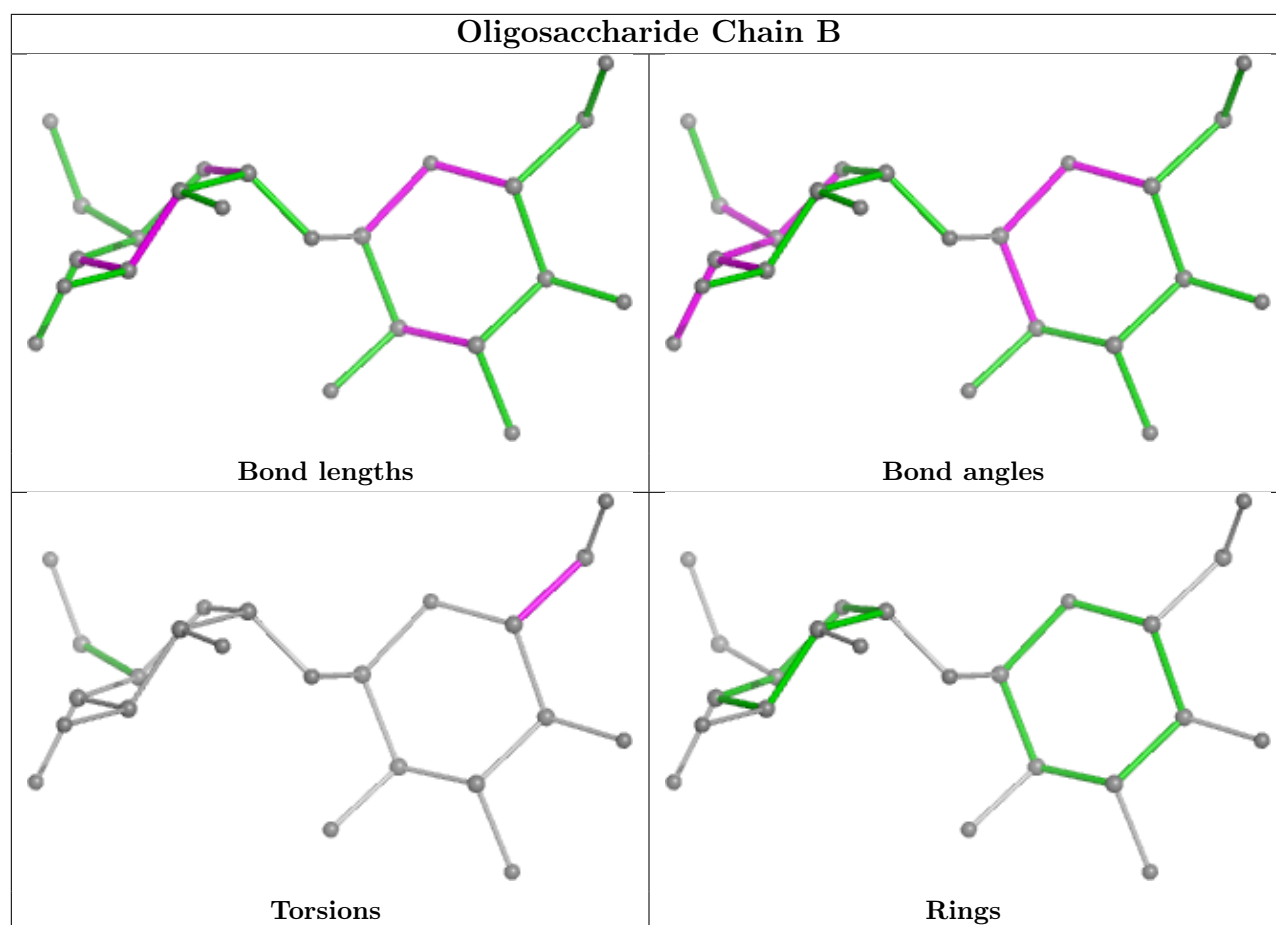 Oligosaccharide Chain B
Bond lengths
Bond angles
Torsions
Rings